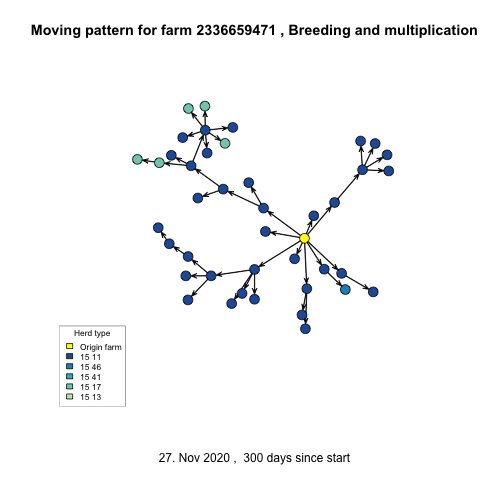 Moving pattern for farm 2336659471 , Breeding and multiplication
Herd type
Origin farm
15 11
15 46
15 41
15 17
15 13
27. Nov 2020 , 300 days since start